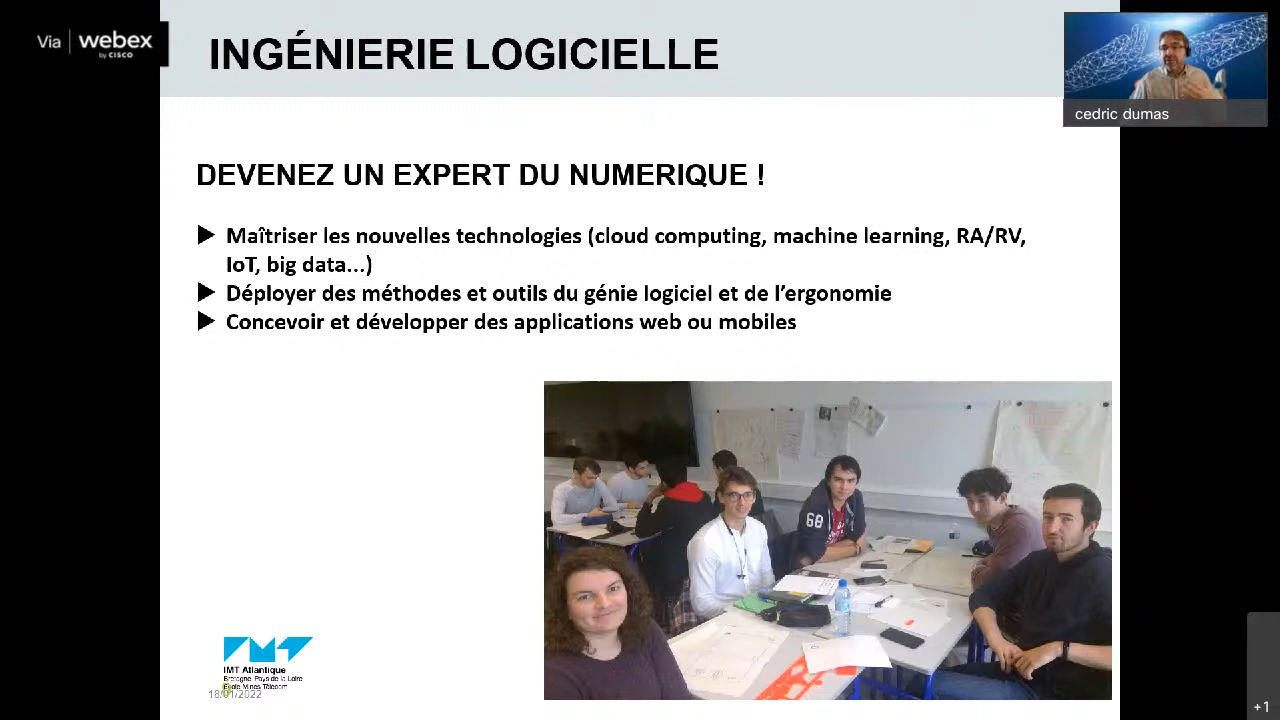 Via webex
by CISCO
INGÉNIERIE LOGICIELLE
cedric dumas
DEVENEZ UN EXPERT DU NUMERIQUE !
Maîtriser les nouvelles technologies (cloud computing, machine learning, RA/RV,
IoT, big data...)
Déployer des méthodes et outils du génie logiciel et de l'ergonomie
Concevoir et développer des applications web ou mobiles
68
IMT Atlantique
Bretagne-Pays de la Loire
École Mines-Télécom
18/01/2022
+1